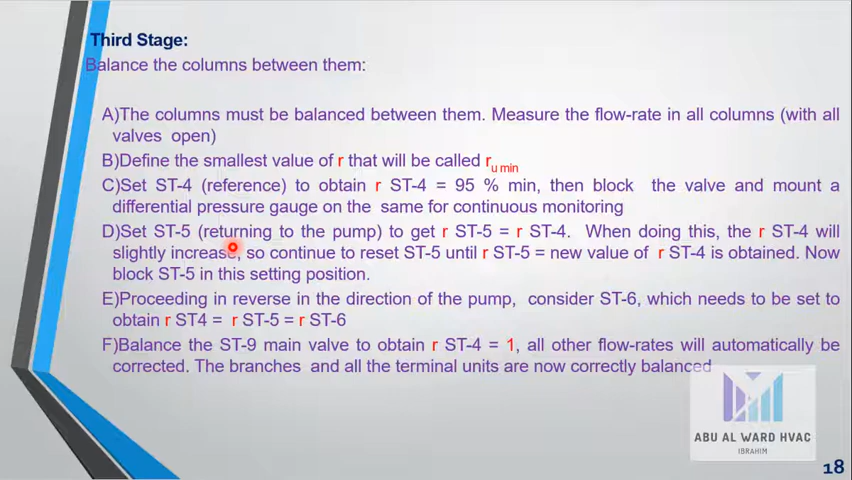 Third Stage:
Balance the columns between them:
A)The columns must be balanced between them. Measure the flow-rate in all columns (with all
valves open)
B)Define the smallest value of r that will be called ru min
C)Set ST-4 (reference) to obtain r ST-4 = 95 % min, then block the valve and mount a
differential pressure gauge on the same for continuous monitoring
D)Set ST-5 (returning to the pump) to get r ST-5 = r ST-4. When doing this, the r ST-4 will
slightly increase, so continue to reset ST-5 until r ST-5 = new value of r ST-4 is obtained. Now
block ST-5 in this setting position.
E)Proceeding in reverse in the direction of the pump, consider ST-6, which needs to be set to
obtain r ST4 = r ST-5 = r ST-6
F)Balance the ST-9 main valve to obtain r ST-4 = 1, all other flow-rates will automatically be
corrected. The branches and all the terminal units are now correctly balanced
ABU AL WARD HVAC
IBRAHIM
18